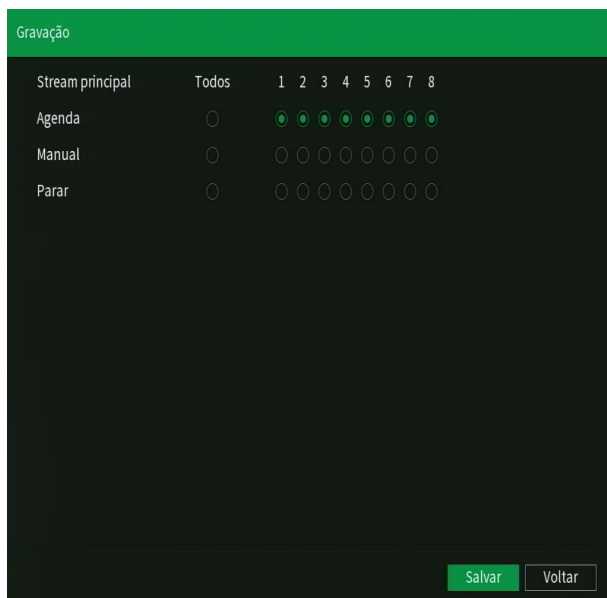 Gravação
Stream principal Todos 1 2 3 4 5 6 7 8
Agenda
Manual
Parar
Salvar Voltar